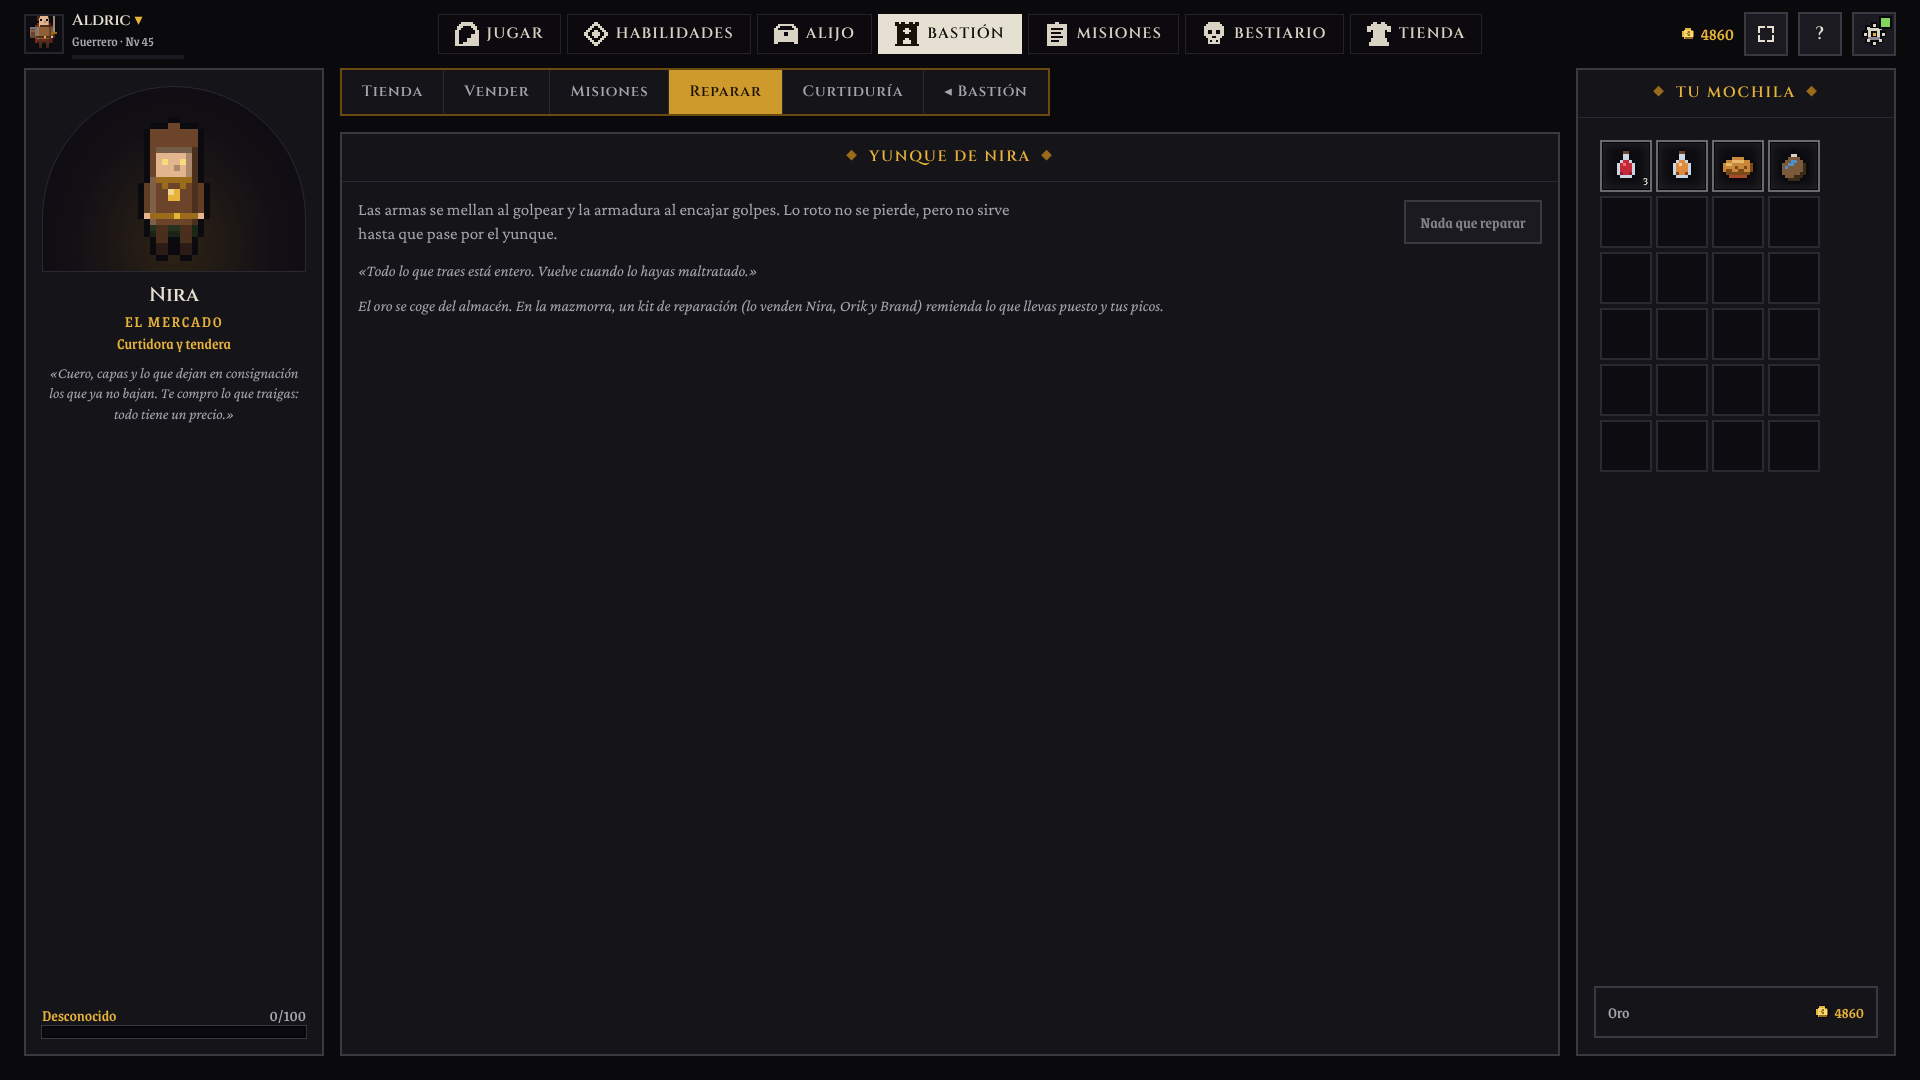 Aldric ▾
Guerrero · Nv 45
JUGAR
HABILIDADES
ALIJO
BASTIÓN
MISIONES
BESTIARIO
TIENDA
4860
?
Nira
EL MERCADO
Curtidora y tendera
«Cuero, capas y lo que dejan en consignación
los que ya no bajan. Te compro lo que traigas:
todo tiene un precio.»
Desconocido 0/100
Tienda
Vender
Misiones
Reparar
Curtiduría
◂ Bastión
◆ YUNQUE DE NIRA ◆
Las armas se mellan al golpear y la armadura al encajar golpes. Lo roto no se pierde, pero no sirve
hasta que pase por el yunque.
Nada que reparar
«Todo lo que traes está entero. Vuelve cuando lo hayas maltratado.»
El oro se coge del almacén. En la mazmorra, un kit de reparación (lo venden Nira, Orik y Brand) remienda lo que llevas puesto y tus picos.
◆ TU MOCHILA ◆
3
Oro 4860